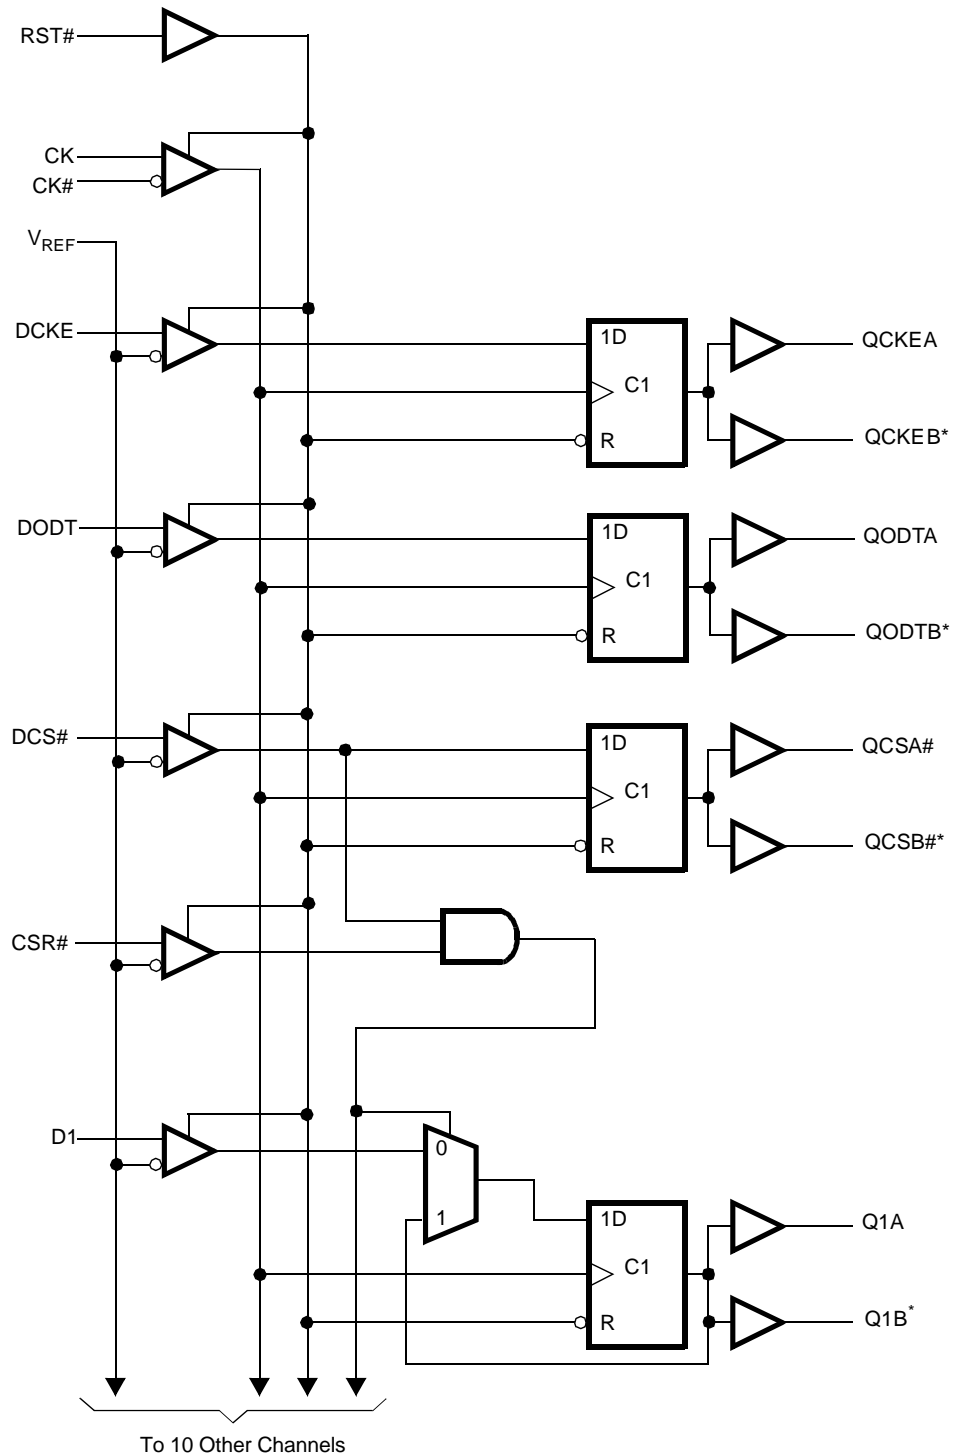 RST#
CK
CK#
VREF
DCKE
1D
C1
R
QCKEA
QCKEB*
DODT
1D
C1
R
QODTA
QODTB*
DCS#
1D
C1
R
QCSA#
QCSB#*
CSR#
D1
0
1
1D
C1
R
Q1A
Q1B*
To 10 Other Channels